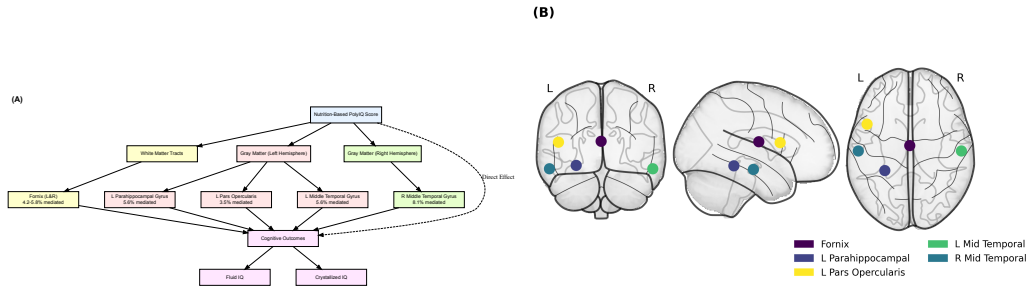 (A)
Nutrition-Based PolyIQ Score
White Matter Tracts
Gray Matter (Left Hemisphere)
Gray Matter (Right Hemisphere)
Direct Effect
Fornix (L&R)
4.2-5.8% mediated
L Parahippocampal Gyrus
5.8% mediated
L Pars Opercularis
3.5% mediated
L Middle Temporal Gyrus
5.6% mediated
R Middle Temporal Gyrus
8.1% mediated
Cognitive Outcomes
Fluid IQ
Crystallized IQ
(B)
L
R
L
R
Fornix
L Parahippocampal
L Pars Opercularis
L Mid Temporal
R Mid Temporal